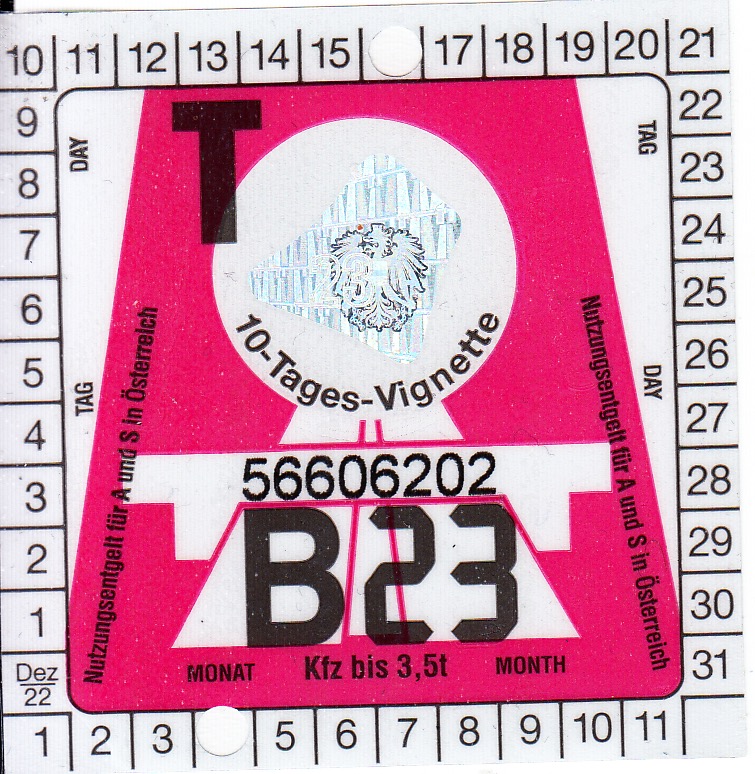 10 11 12 13 14 15 17 18 19 20 21
9 22
8 23
7 24
6 25
5 26
4 27
3 28
2 29
1 30
Dez 22 31
1 2 3 5 6 7 8 9 10 11
DAY
TAG
TAG
DAY
T
23
10-Tages-Vignette
Nutzungsentgelt für A und S in Österreich
Nutzungsentgelt für A und S in Österreich
56606202
B23
MONAT Kfz bis 3,5t MONTH